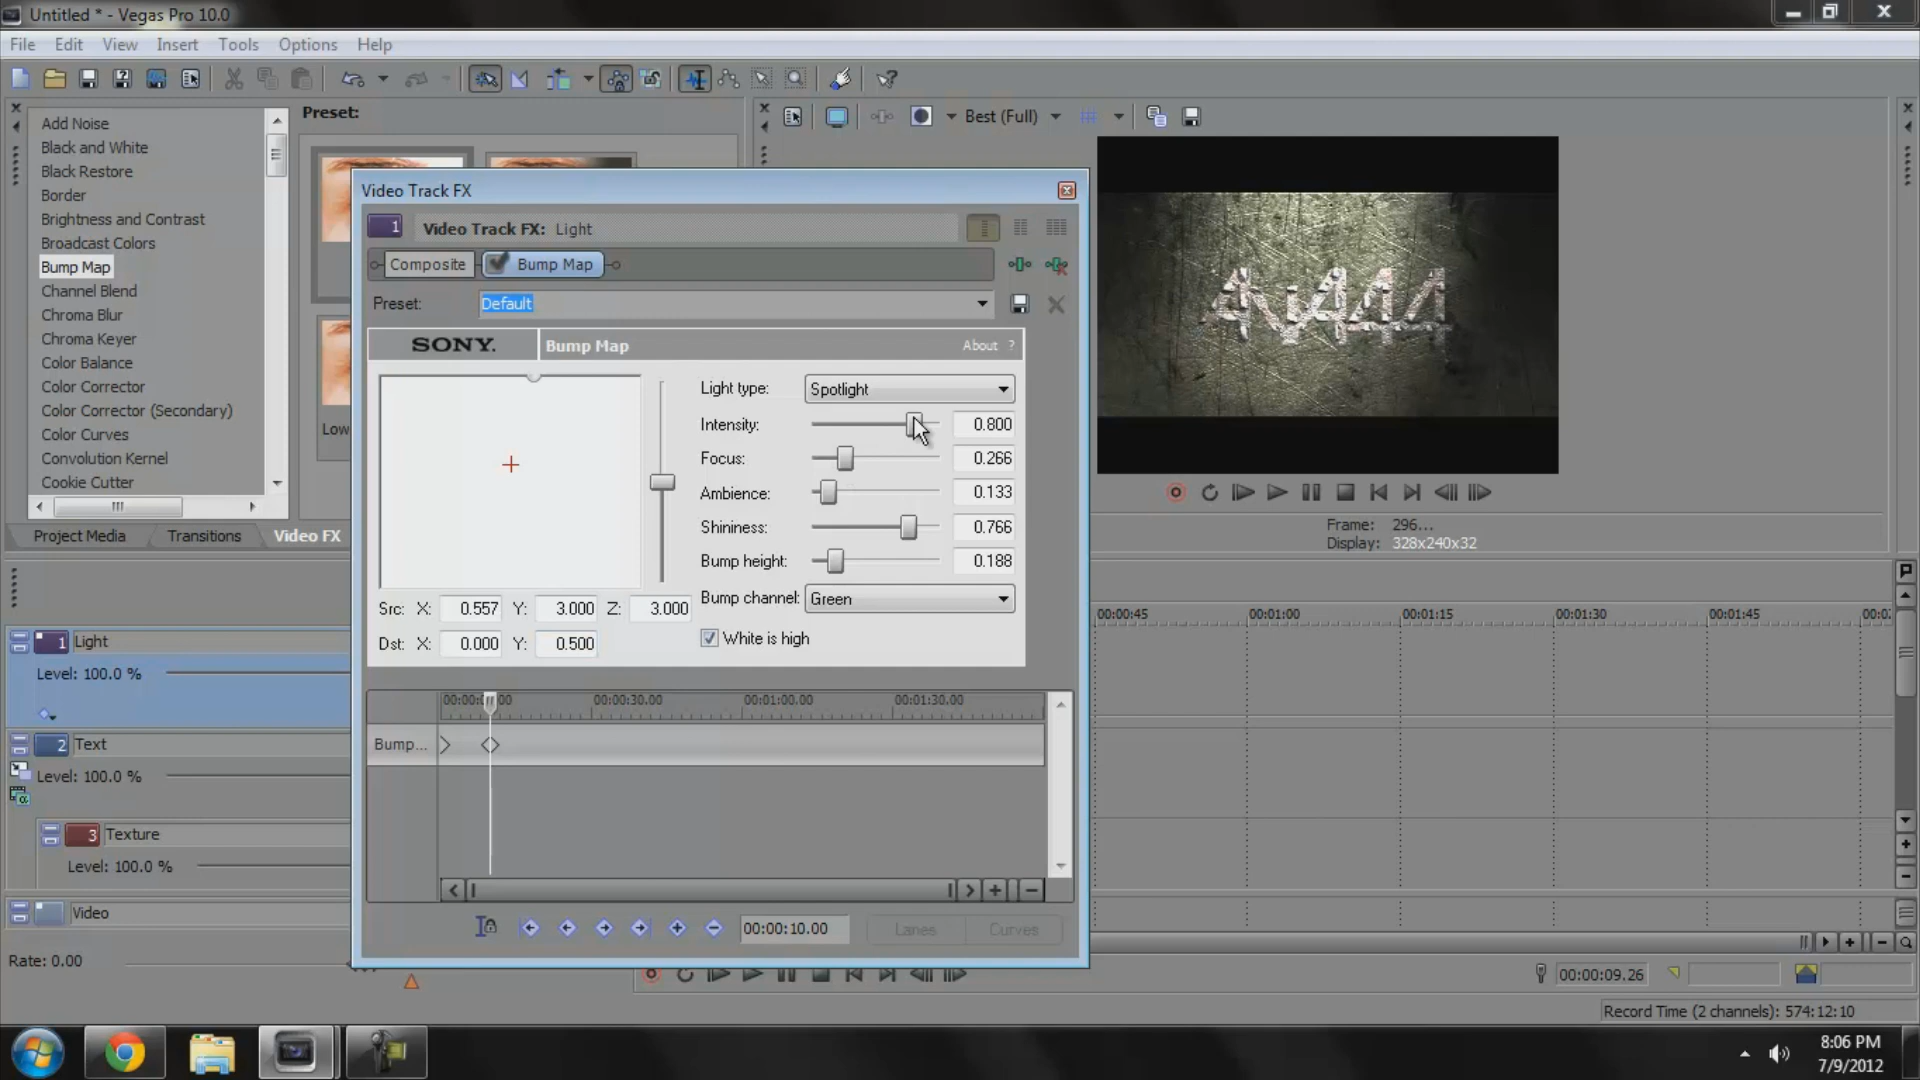 Untitled * - Vegas Pro 10.0
File Edit View Insert Tools Options Help
Best (Full)
Add Noise
Black and White
Black Restore
Border
Brightness and Contrast
Broadcast Colors
Bump Map
Channel Blend
Chroma Blur
Chroma Keyer
Color Balance
Color Corrector
Color Corrector (Secondary)
Color Curves
Convolution Kernel
Cookie Cutter
Preset:
Low
Project Media Transitions Video FX
Video Track FX
1 Video Track FX: Light
Composite Bump Map
Preset: Default
SONY. Bump Map About ?
Light type: Spotlight
Intensity: 0.800
Focus: 0.266
Ambience: 0.133
Shininess: 0.766
Bump height: 0.188
Bump channel: Green
White is high
Src: X: 0.557 Y: 3.000 Z: 3.000
Dst: X: 0.000 Y: 0.500
00:00:30.00 00:01:00.00 00:01:30.00
Bump...
00:00:10.00 Lanes Curves
Frame: 296...
Display: 328x240x32
1 Light
Level: 100.0 %
2 Text
Level: 100.0 %
3 Texture
Level: 100.0 %
Video
Rate: 0.00
00:00:45 00:01:00 00:01:15 00:01:30 00:01:45 00:02:
00:00:09.26
Record Time (2 channels): 574:12:10
8:06 PM
7/9/2012